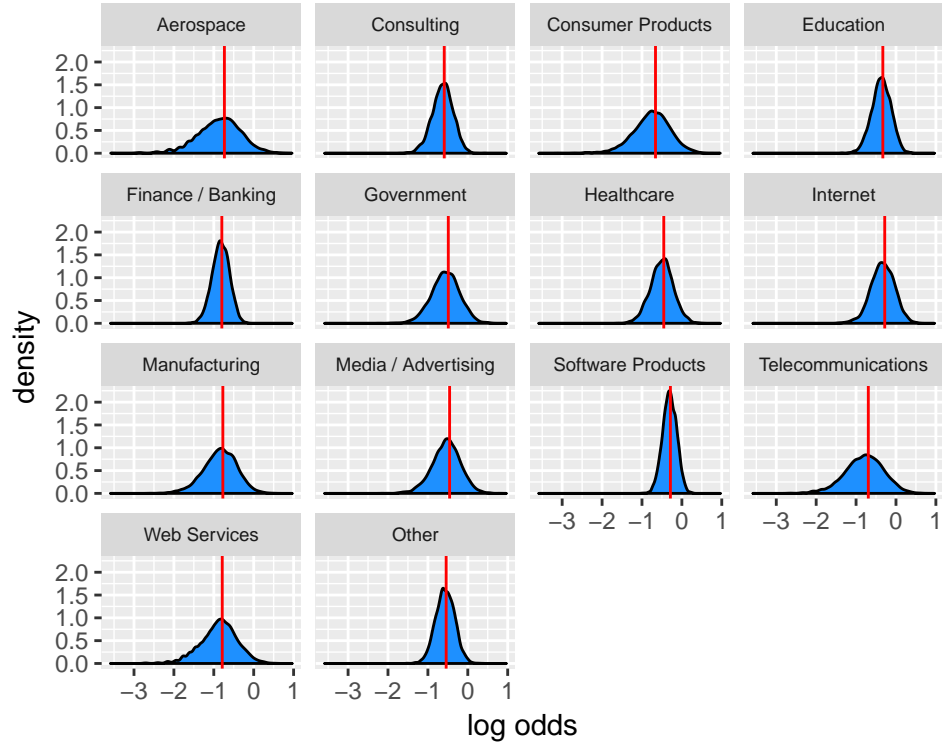 Aerospace Consulting Consumer Products Education
2.0
1.5
1.0
0.5
0.0
Finance / Banking Government Healthcare Internet
2.0
1.5
1.0
0.5
0.0
density
Manufacturing Media / Advertising Software Products Telecommunications
2.0
1.5
1.0
0.5
0.0
−3 −2 −1 0 1 −3 −2 −1 0 1
Web Services Other
2.0
1.5
1.0
0.5
0.0
−3 −2 −1 0 1 −3 −2 −1 0 1
log odds